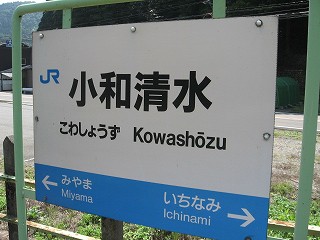 JR
小和清水
こわしょうず Kowashōzu
みやま
Miyama
いちなみ
Ichinami